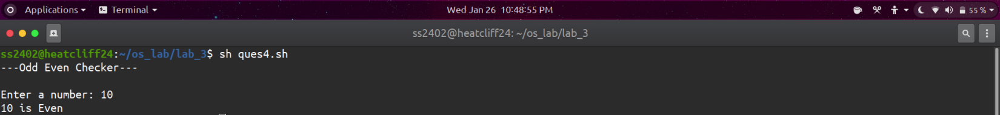 Applications Terminal Wed Jan 26 10:48:55 PM 55 %
ss2402@heatcliff24: ~/os_lab/lab_3
ss2402@heatcliff24:~/os_lab/lab_3$ sh ques4.sh
---Odd Even Checker---
Enter a number: 10
10 is Even